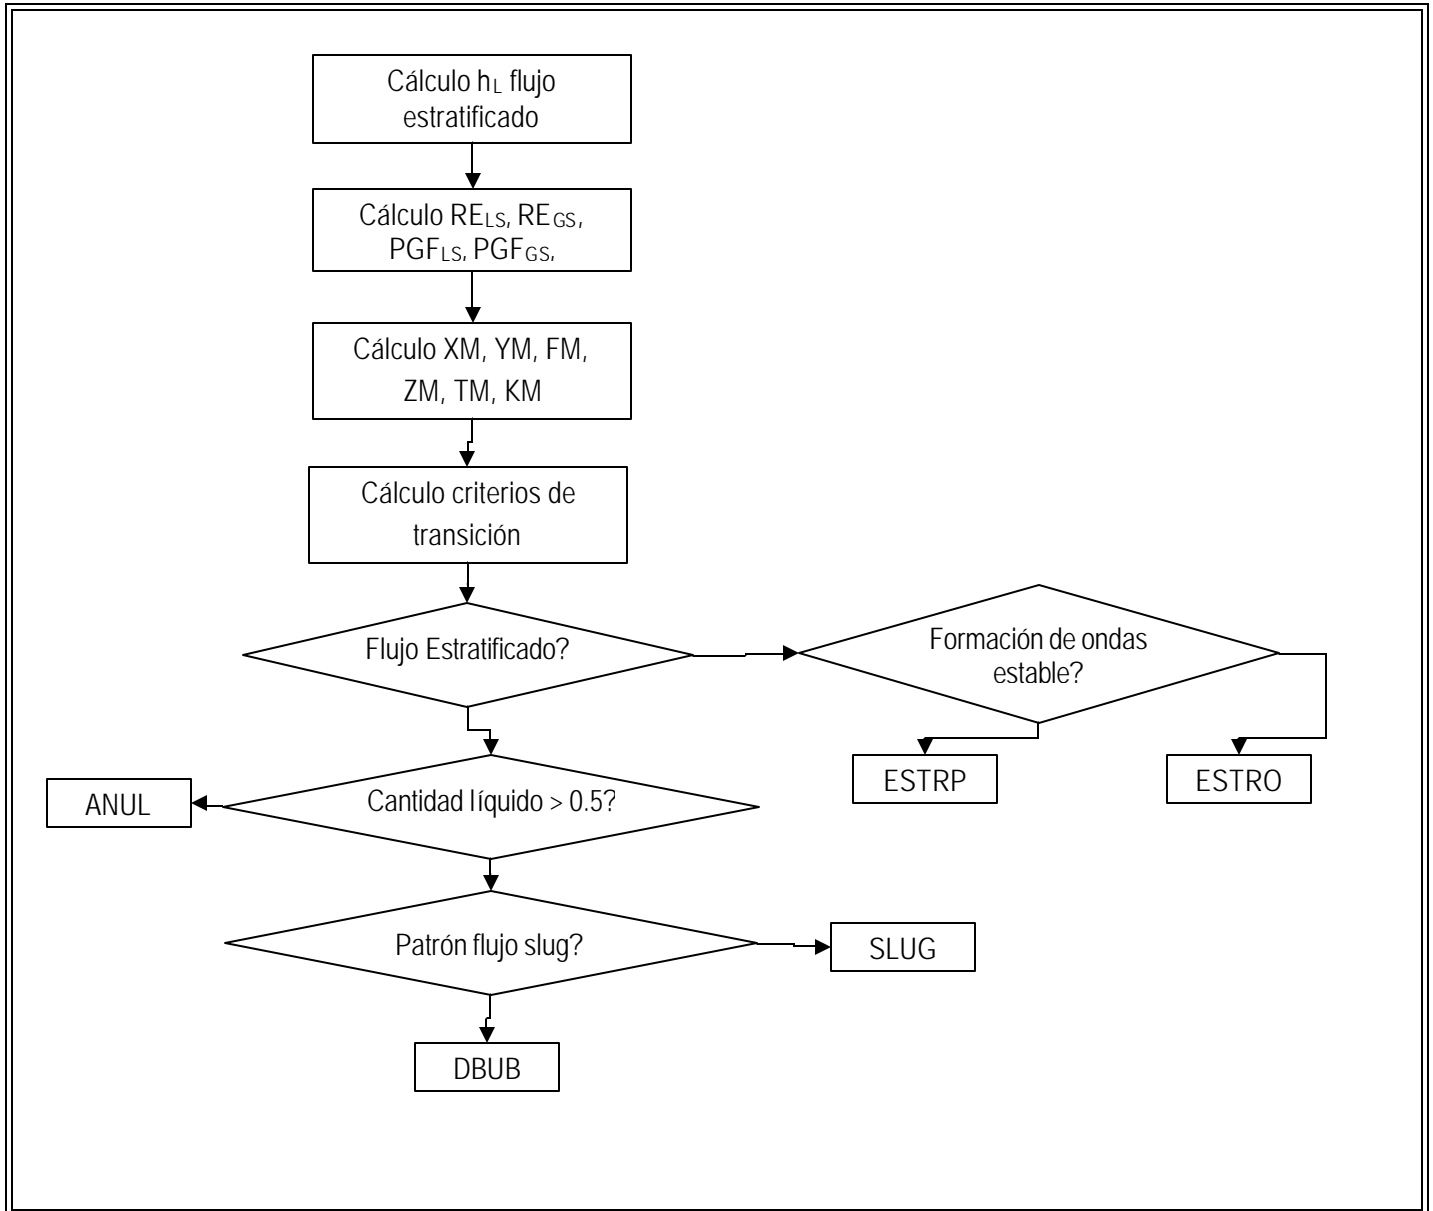 Cálculo hL flujo
estratificado
Cálculo RELS, REGS,
PGFLS, PGFGS,
Cálculo XM, YM, FM,
ZM, TM, KM
Cálculo criterios de
transición
Flujo Estratificado?
Formación de ondas
estable?
ESTRP
ESTRO
Cantidad líquido > 0.5?
ANUL
Patrón flujo slug?
SLUG
DBUB